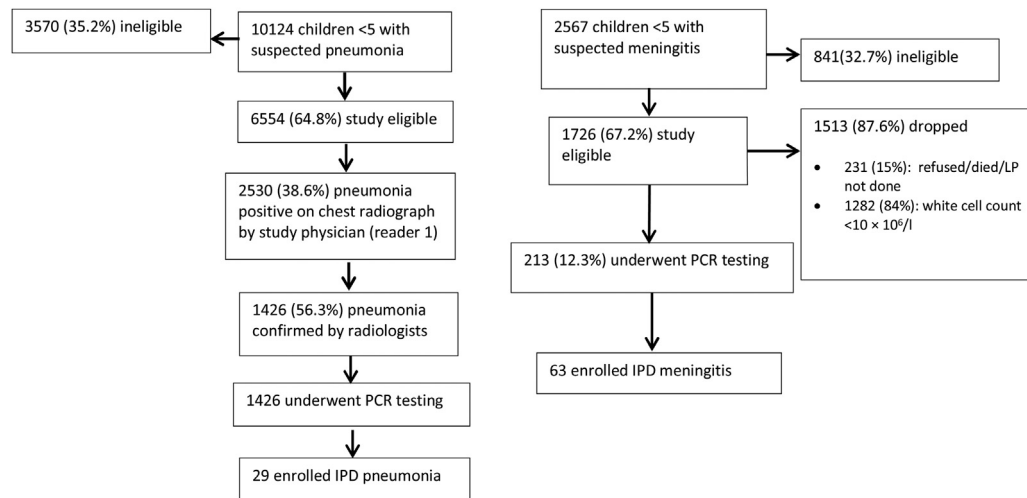 3570 (35.2%) ineligible
10124 children <5 with
suspected pneumonia
6554 (64.8%) study eligible
2530 (38.6%) pneumonia
positive on chest radiograph
by study physician (reader 1)
1426 (56.3%) pneumonia
confirmed by radiologists
1426 underwent PCR testing
29 enrolled IPD pneumonia
2567 children <5 with
suspected meningitis
841(32.7%) ineligible
1726 (67.2%) study
eligible
1513 (87.6%) dropped
• 231 (15%): refused/died/LP
not done
• 1282 (84%): white cell count
<10 × 10⁶/l
213 (12.3%) underwent PCR testing
63 enrolled IPD meningitis